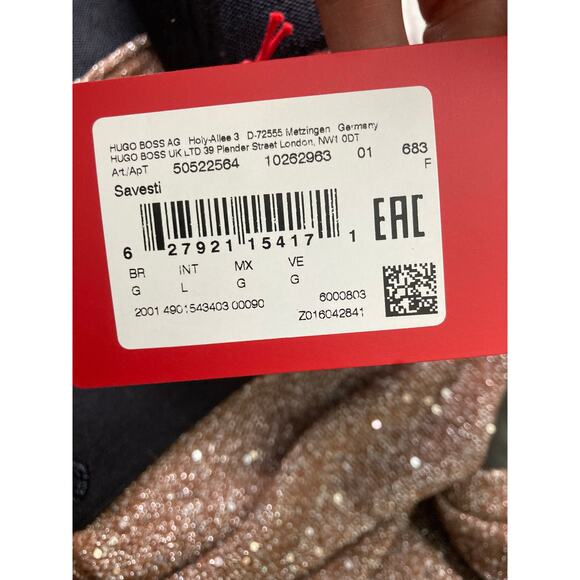 HUGO BOSS AG Holy-Allee 3 D-72555 Metzingen Germany
HUGO BOSS UK LTD 39 Plender Street London, NW1 0DT
Art./ApT 50522564 10262963 01 683
Savesti F
6 27921 15417 1 EAC
BR INT MX VE
G L G G
2001 4901543403 00090 6000803
Z016042841